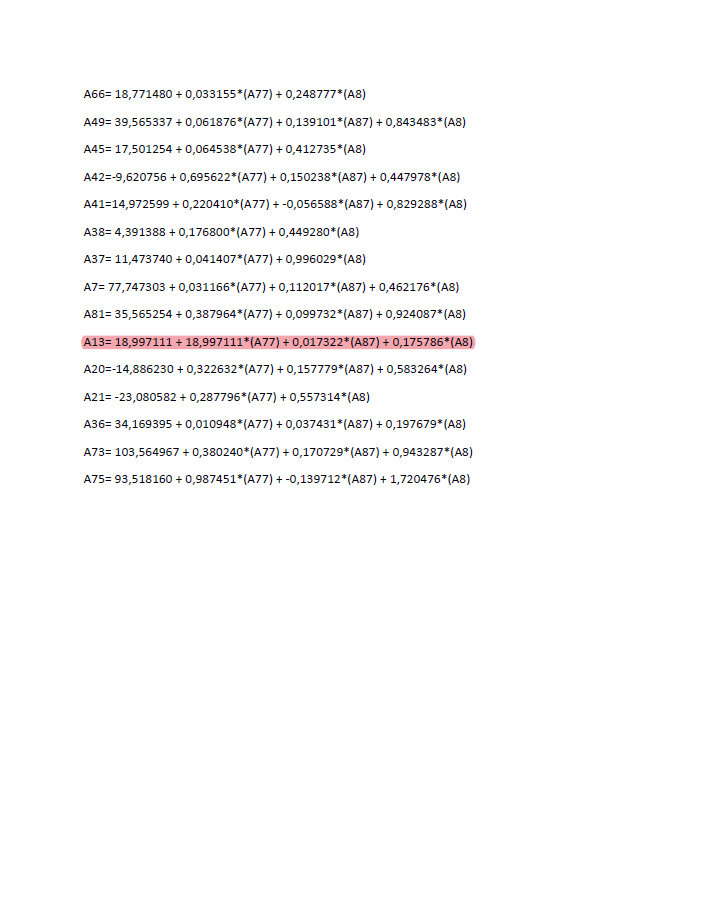 A66= 18,771480 + 0,033155*(A77) + 0,248777*(A8)
A49= 39,565337 + 0,061876*(A77) + 0,139101*(A87) + 0,843483*(A8)
A45= 17,501254 + 0,064538*(A77) + 0,412735*(A8)
A42=-9,620756 + 0,695622*(A77) + 0,150238*(A87) + 0,447978*(A8)
A41=14,972599 + 0,220410*(A77) + -0,056588*(A87) + 0,829288*(A8)
A38= 4,391388 + 0,176800*(A77) + 0,449280*(A8)
A37= 11,473740 + 0,041407*(A77) + 0,996029*(A8)
A7= 77,747303 + 0,031166*(A77) + 0,112017*(A87) + 0,462176*(A8)
A81= 35,565254 + 0,387964*(A77) + 0,099732*(A87) + 0,924087*(A8)
A13= 18,997111 + 18,997111*(A77) + 0,017322*(A87) + 0,175786*(A8)
A20=-14,886230 + 0,322632*(A77) + 0,157779*(A87) + 0,583264*(A8)
A21= -23,080582 + 0,287796*(A77) + 0,557314*(A8)
A36= 34,169395 + 0,010948*(A77) + 0,037431*(A87) + 0,197679*(A8)
A73= 103,564967 + 0,380240*(A77) + 0,170729*(A87) + 0,943287*(A8)
A75= 93,518160 + 0,987451*(A77) + -0,139712*(A87) + 1,720476*(A8)